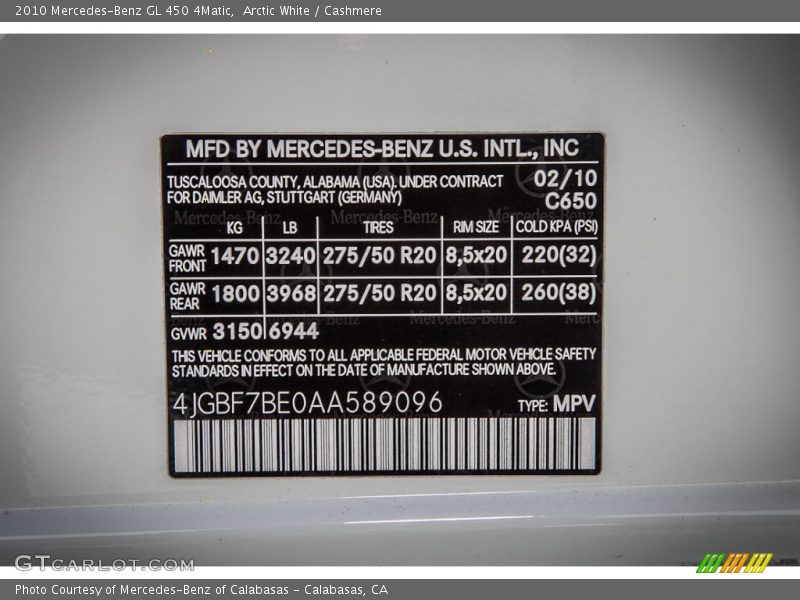 2010 Mercedes-Benz GL 450 4Matic,  Arctic White / Cashmere
MFD BY MERCEDES-BENZ U.S. INTL., INC
TUSCALOOSA COUNTY, ALABAMA (USA). UNDER CONTRACT 02/10
FOR DAIMLER AG, STUTTGART (GERMANY) C650
KG LB TIRES RIM SIZE COLD KPA (PSI)
GAWR FRONT 1470 3240 275/50 R20 8,5x20 220(32)
GAWR REAR 1800 3968 275/50 R20 8,5x20 260(38)
GVWR 3150 6944
THIS VEHICLE CONFORMS TO ALL APPLICABLE FEDERAL MOTOR VEHICLE SAFETY
STANDARDS IN EFFECT ON THE DATE OF MANUFACTURE SHOWN ABOVE.
4JGBF7BE0AA589096 TYPE: MPV
GTCARLOT.COM
Photo Courtesy of Mercedes-Benz of Calabasas - Calabasas, CA